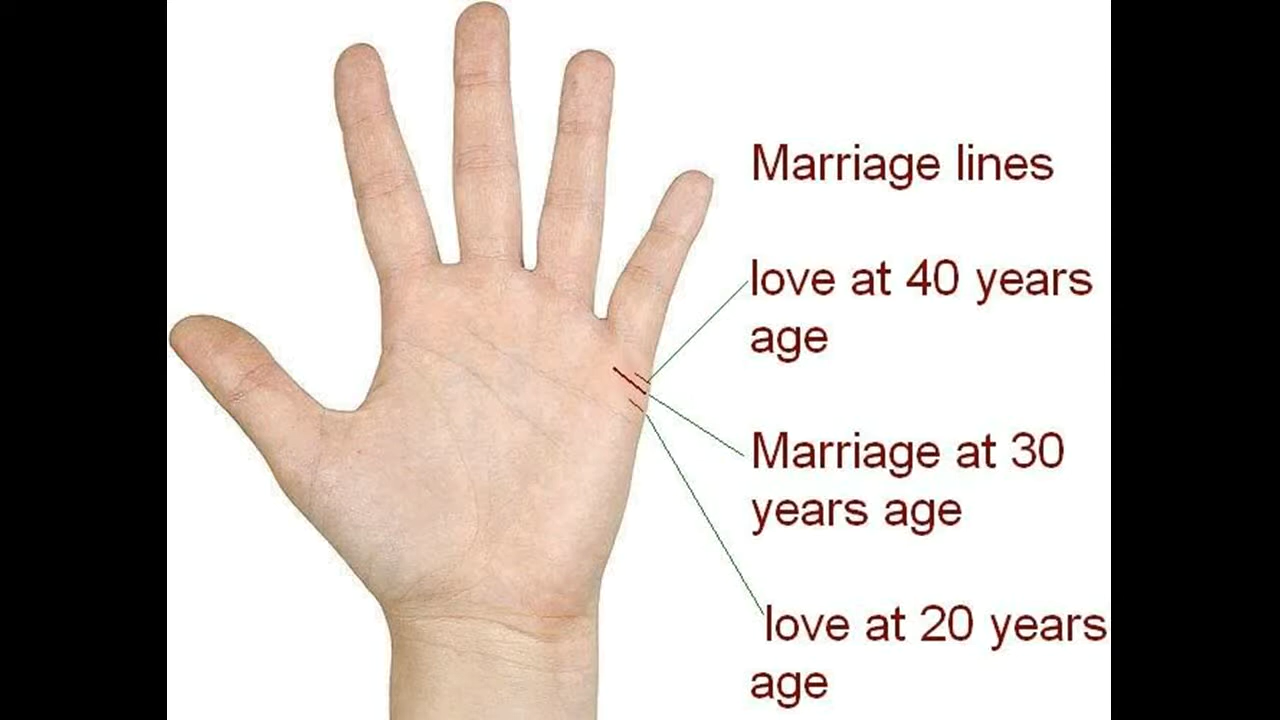 Marriage lines
love at 40 years
age
Marriage at 30
years age
love at 20 years
age